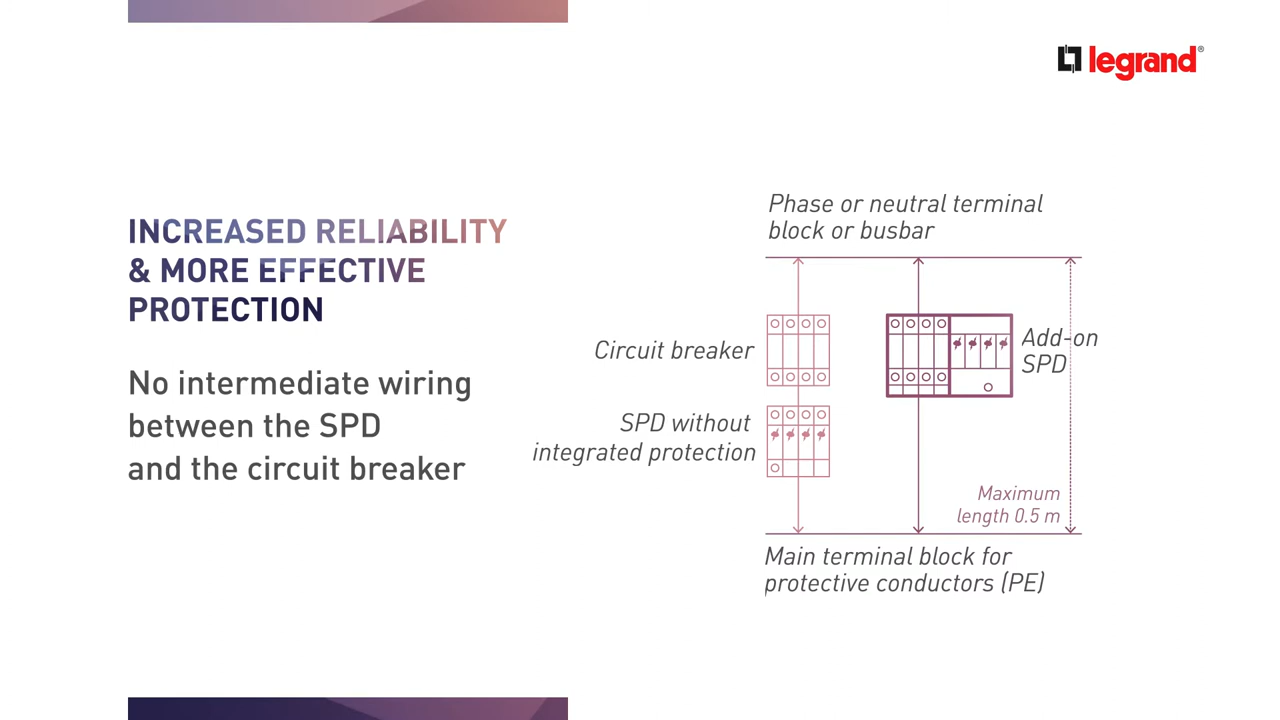 legrand®
INCREASED RELIABILITY
& MORE EFFECTIVE
PROTECTION
No intermediate wiring
between the SPD
and the circuit breaker
Phase or neutral terminal
block or busbar
Circuit breaker
Add-on
SPD
SPD without
integrated protection
Maximum
length 0.5 m
Main terminal block for
protective conductors (PE)